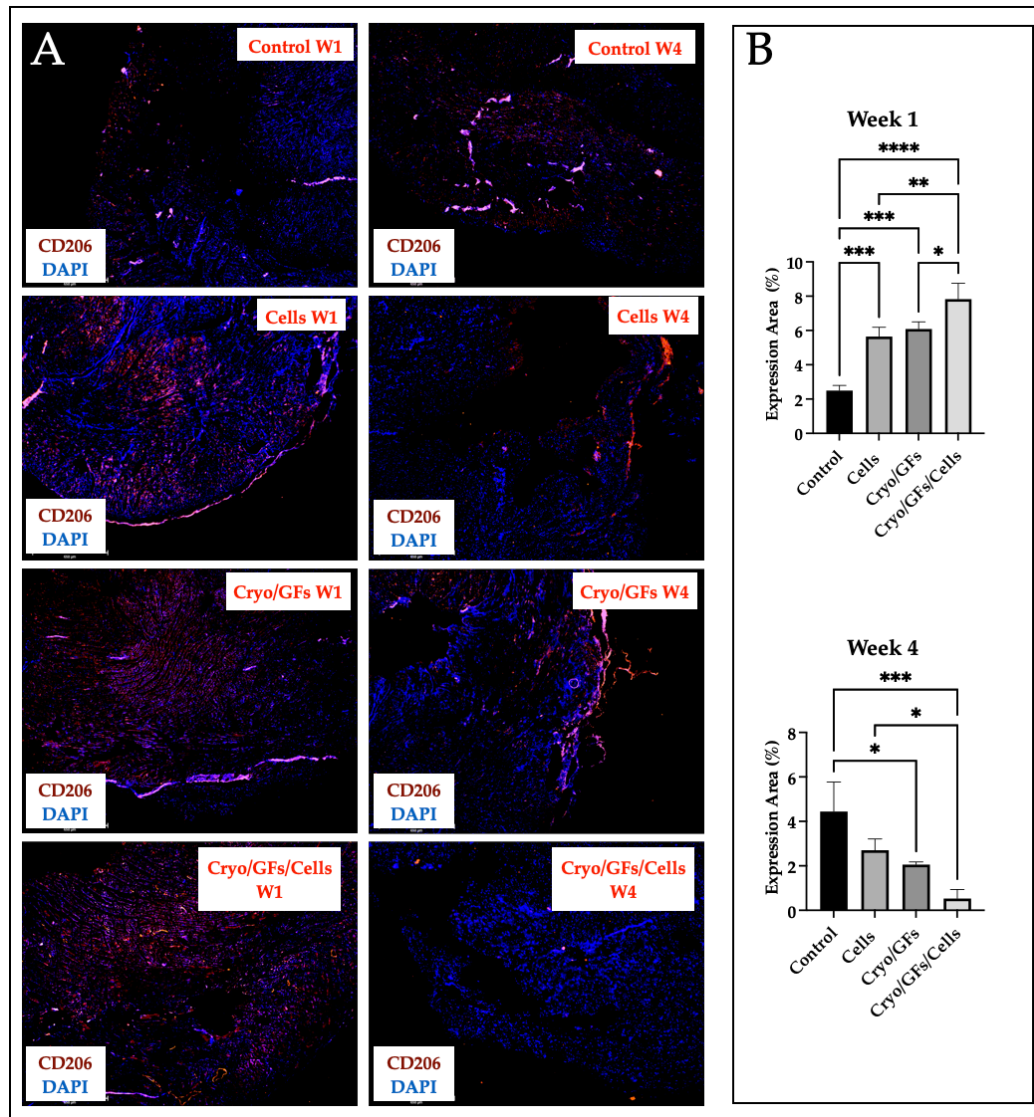 A
Control W1
CD206
DAPI
Control W4
CD206
DAPI
Cells W1
CD206
DAPI
Cells W4
CD206
DAPI
Cryo/GFs W1
CD206
DAPI
Cryo/GFs W4
CD206
DAPI
Cryo/GFs/Cells
W1
CD206
DAPI
Cryo/GFs/Cells
W4
CD206
DAPI
B
Week 1
****
**
***
***
*
Expression Area (%)
10
8
6
4
2
0
Control
Cells
Cryo/GFs
Cryo/GFs/Cells
Week 4
***
*
*
Expression Area (%)
8
6
4
2
0
Control
Cells
Cryo/GFs
Cryo/GFs/Cells